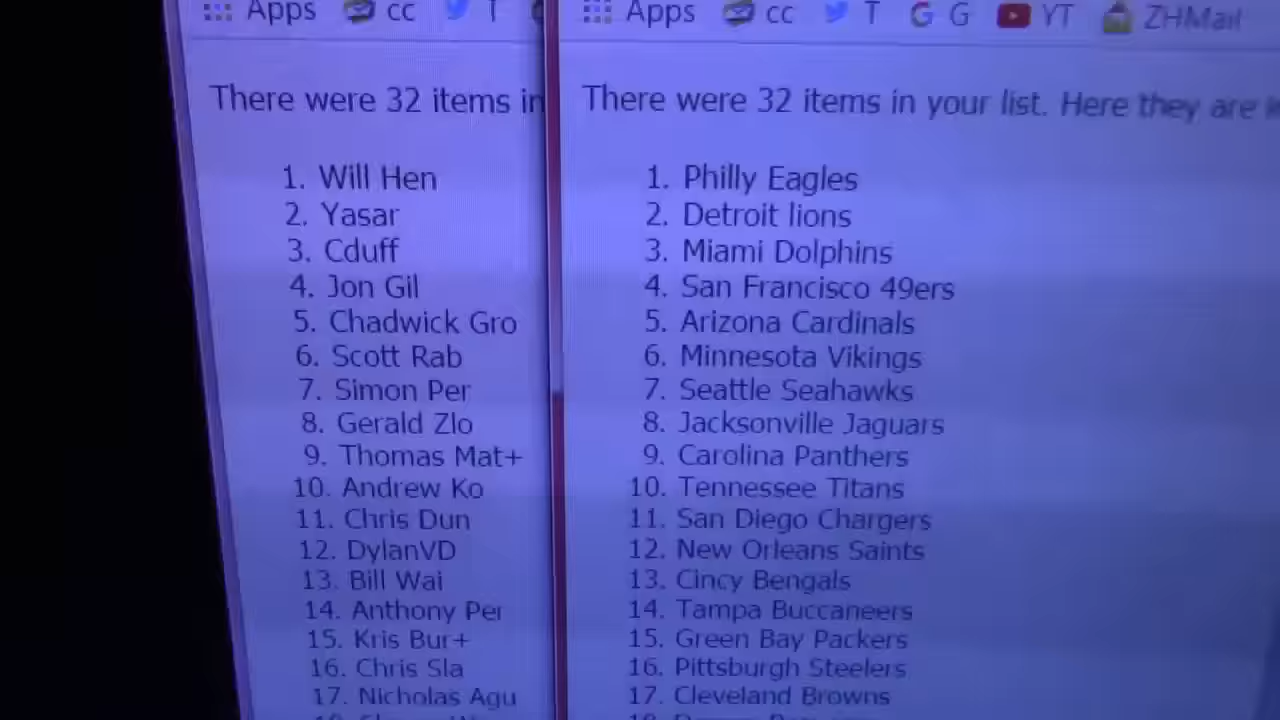 Apps cc T
There were 32 items in
1. Will Hen
2. Yasar
3. Cduff
4. Jon Gil
5. Chadwick Gro
6. Scott Rab
7. Simon Per
8. Gerald Zlo
9. Thomas Mat+
10. Andrew Ko
11. Chris Dun
12. DylanVD
13. Bill Wai
14. Anthony Per
15. Kris Bur+
16. Chris Sla
17. Nicholas Agu
Apps cc T G G YT ZHMail
There were 32 items in your list. Here they are
1. Philly Eagles
2. Detroit lions
3. Miami Dolphins
4. San Francisco 49ers
5. Arizona Cardinals
6. Minnesota Vikings
7. Seattle Seahawks
8. Jacksonville Jaguars
9. Carolina Panthers
10. Tennessee Titans
11. San Diego Chargers
12. New Orleans Saints
13. Cincy Bengals
14. Tampa Buccaneers
15. Green Bay Packers
16. Pittsburgh Steelers
17. Cleveland Browns